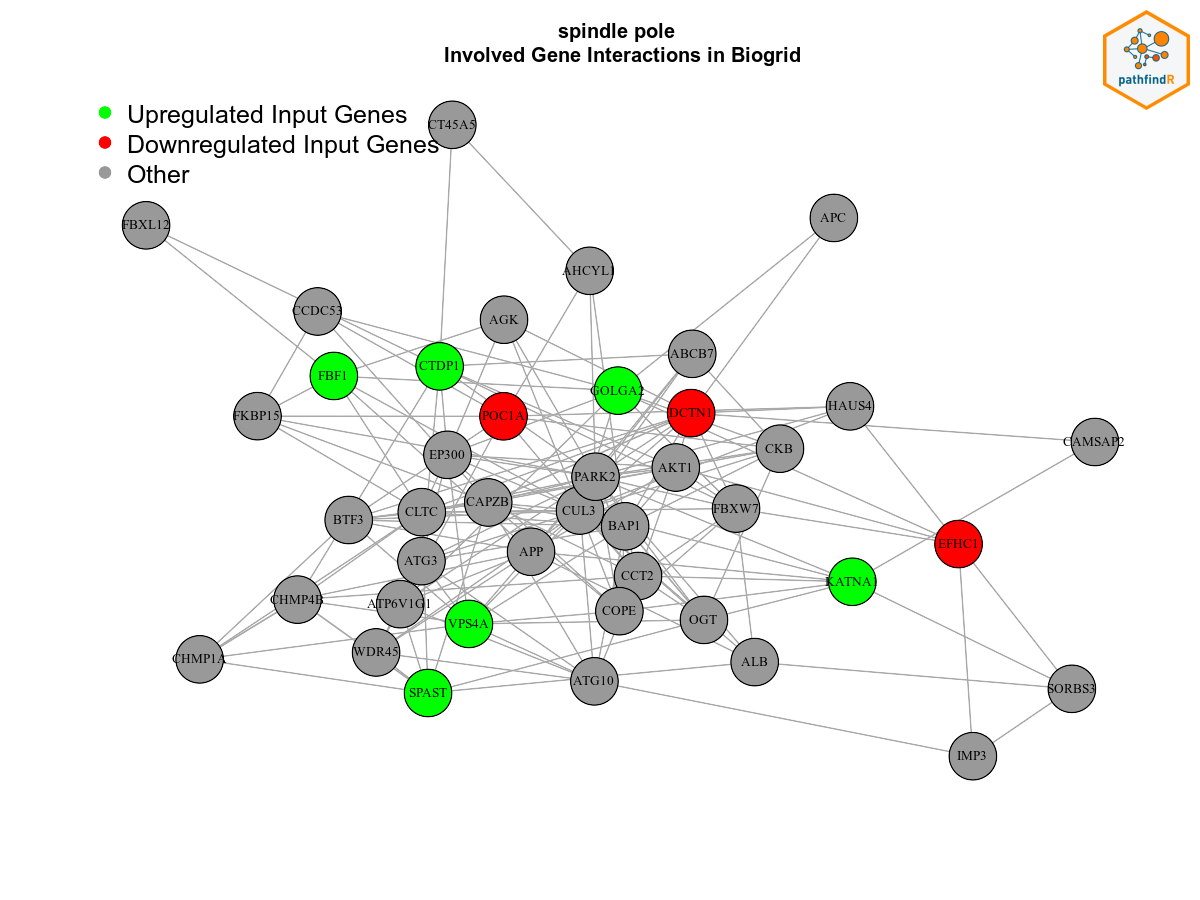 spindle pole
Involved Gene Interactions in Biogrid
pathfindR
Upregulated Input Genes
Downregulated Input Genes
Other
CT45A5
FBXL12
APC
AHCYL1
CCDC53
AGK
ABCB7
CTDP1
FBF1
GOLGA2
HAUS4
DCTN1
FKBP15
POC1A
CAMSAP2
CKB
EP300
AKT1
PARK2
CAPZB
FBXW7
CUL3
CLTC
BTF3
BAP1
EFHC1
APP
ATG3
CCT2
KATNA
CHMP4B
ATP6V1G1
COPE
OGT
VPS4A
WDR45
CHMP1A
ALB
ATG10
SORBS3
SPAST
IMP3